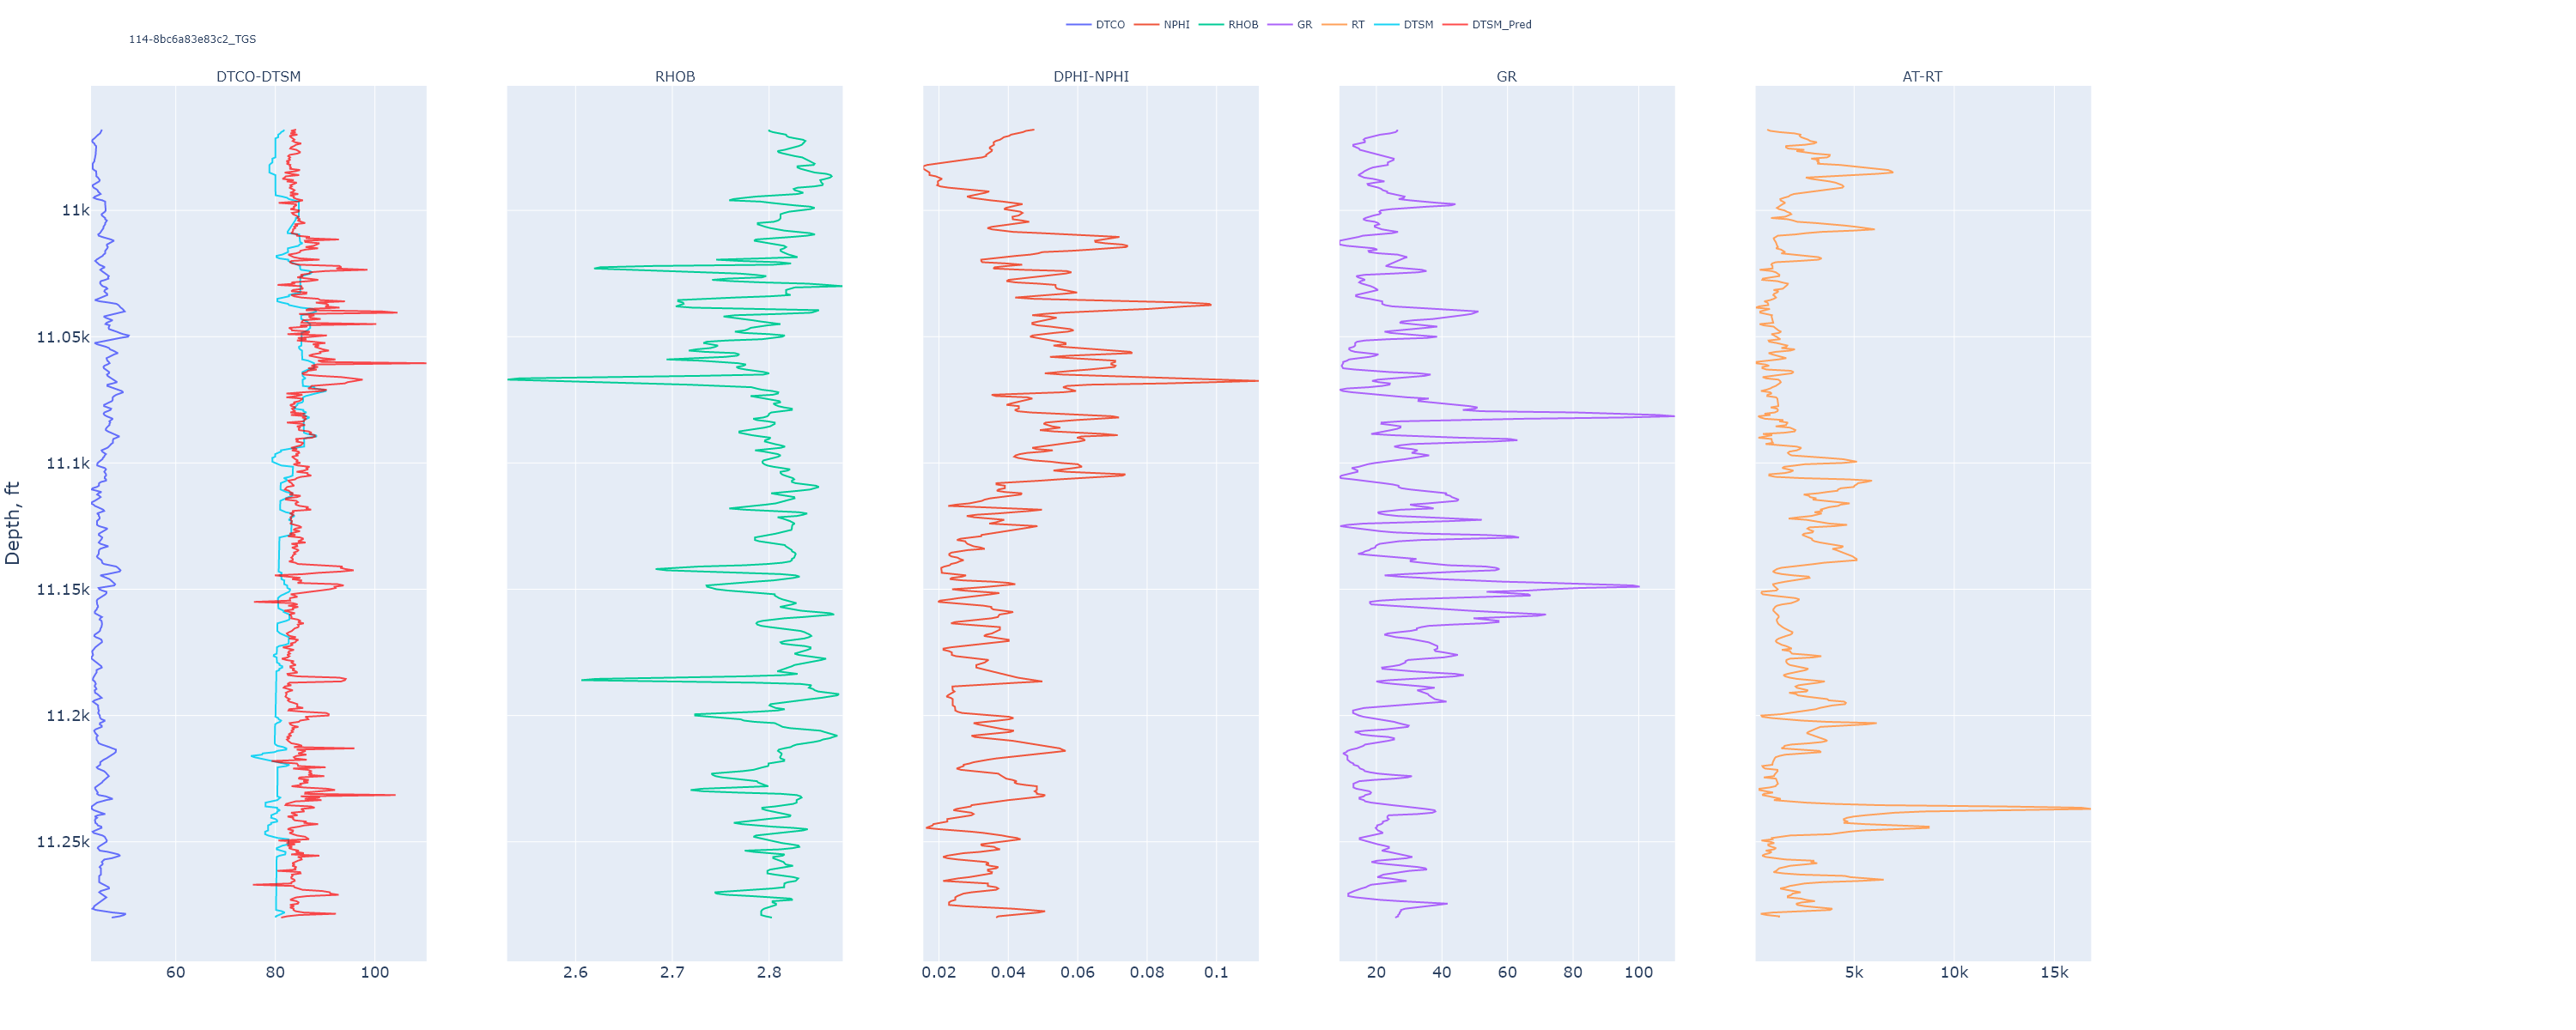 DTCO NPHI RHOB GR RT DTSM DTSM_Pred
114-8bc6a83e83c2_TGS
DTCO-DTSM RHOB DPHI-NPHI GR AT-RT
Depth, ft
11k
11.05k
11.1k
11.15k
11.2k
11.25k
60 80 100 2.6 2.7 2.8 0.02 0.04 0.06 0.08 0.1 20 40 60 80 100 5k 10k 15k